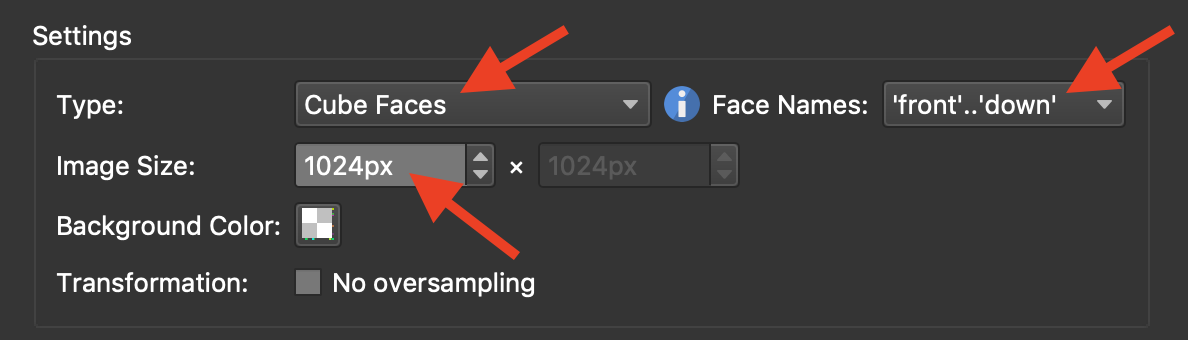 Settings
Type: Cube Faces i Face Names: 'front'..'down'
Image Size: 1024px × 1024px
Background Color:
Transformation: No oversampling